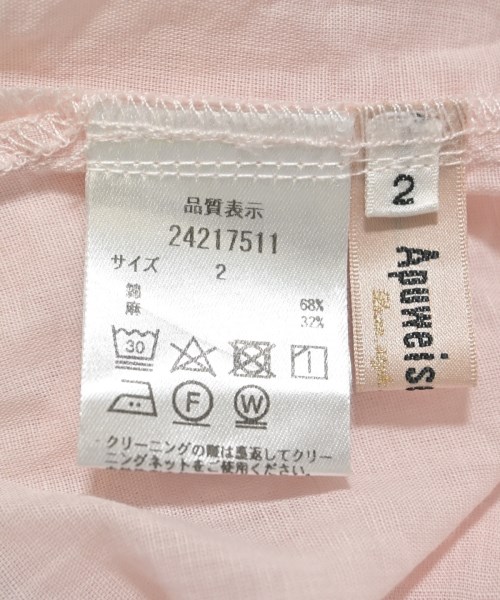 品質表示
24217511
サイズ 2
綿 68%
麻 32%
30
F
W
クリーニングの際は裏返してクリー
ニングネットをご使用ください。
2
Apuweis